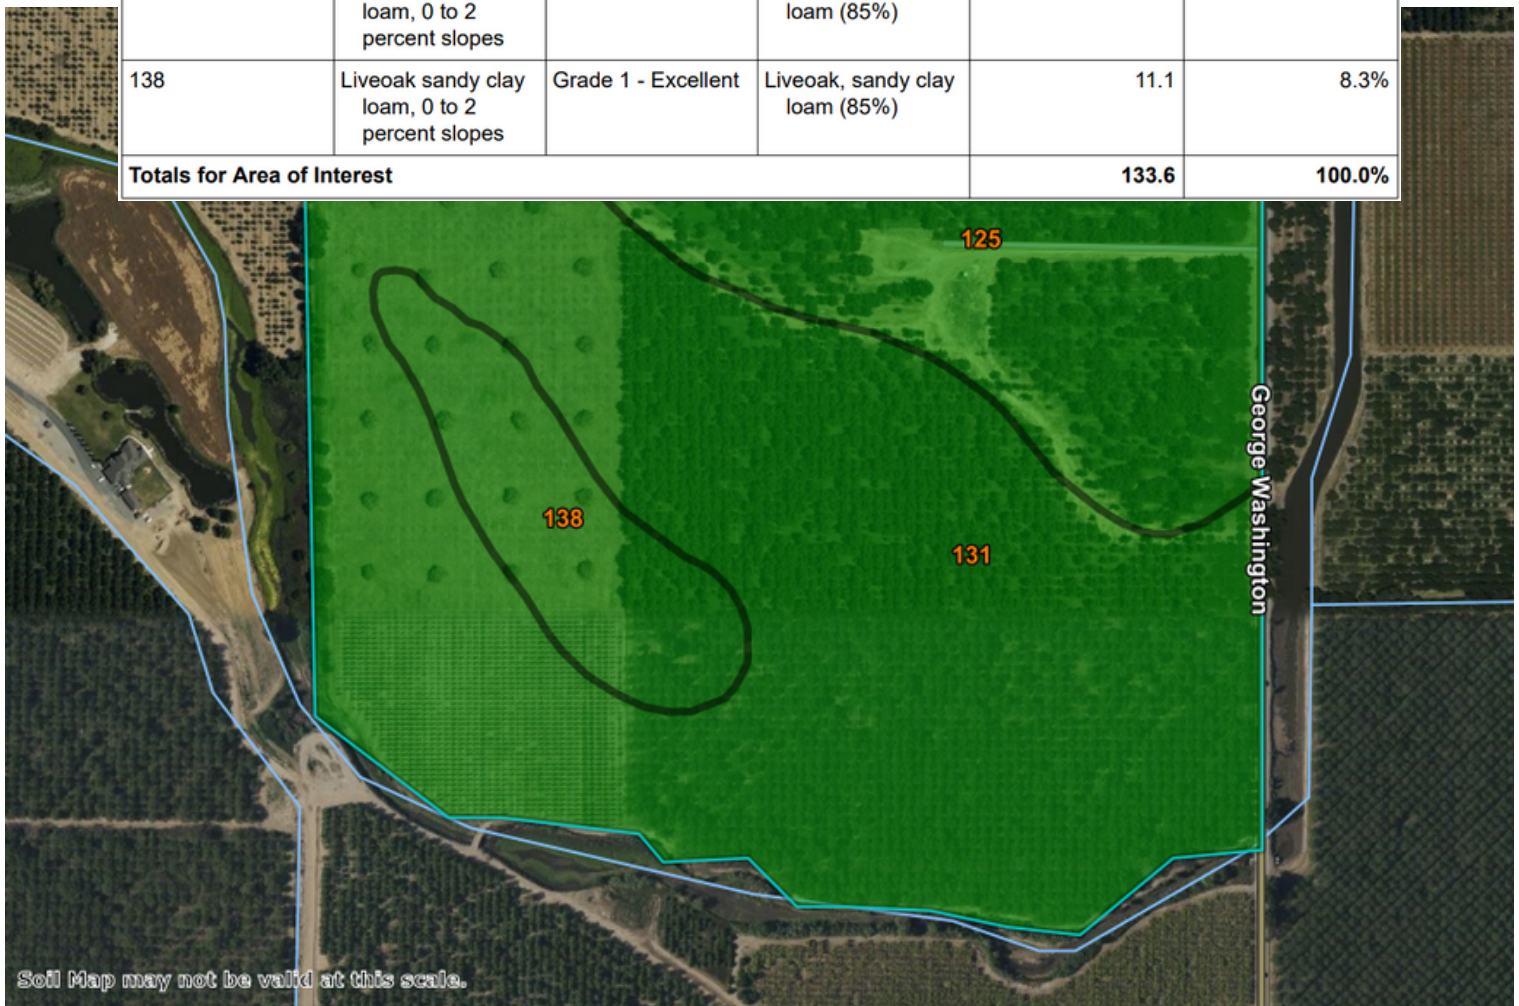 loam, 0 to 2
percent slopes
loam (85%)
138
Liveoak sandy clay
loam, 0 to 2
percent slopes
Grade 1 - Excellent
Liveoak, sandy clay
loam (85%)
11.1
8.3%
Totals for Area of Interest 133.6 100.0%
125
George Washington
138
131
Soil Map may not be valid at this scale.